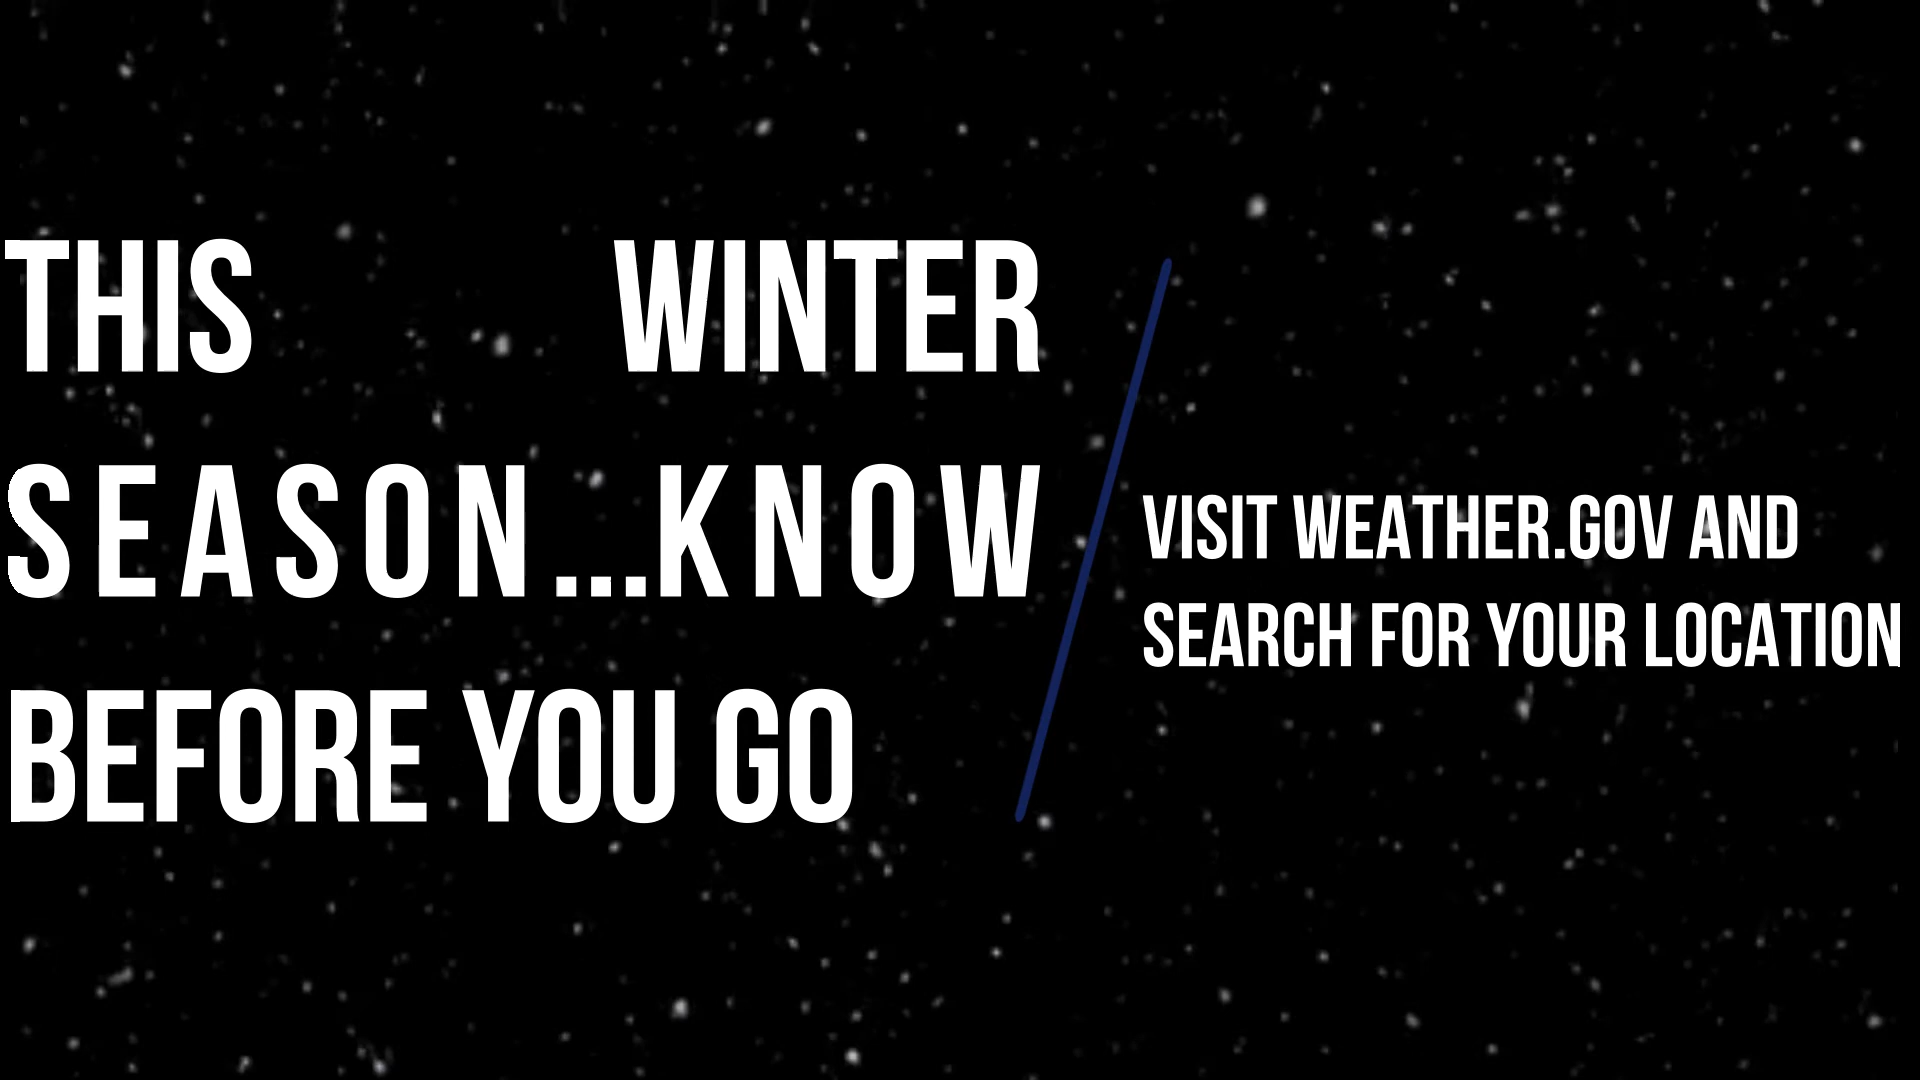 THIS WINTER
SEASON...KNOW
BEFORE YOU GO
VISIT WEATHER.GOV AND
SEARCH FOR YOUR LOCATION